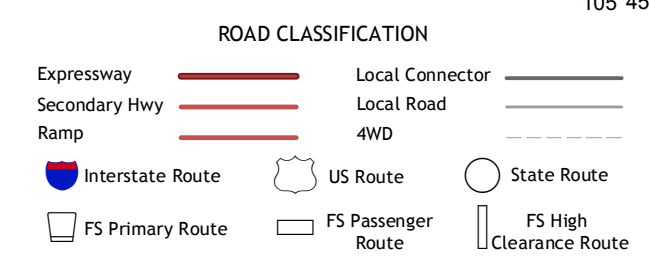 105 45
ROAD CLASSIFICATION
Expressway
Local Connector
Secondary Hwy
Local Road
Ramp
4WD
Interstate Route
US Route
State Route
FS Primary Route
FS Passenger
Route
FS High
Clearance Route